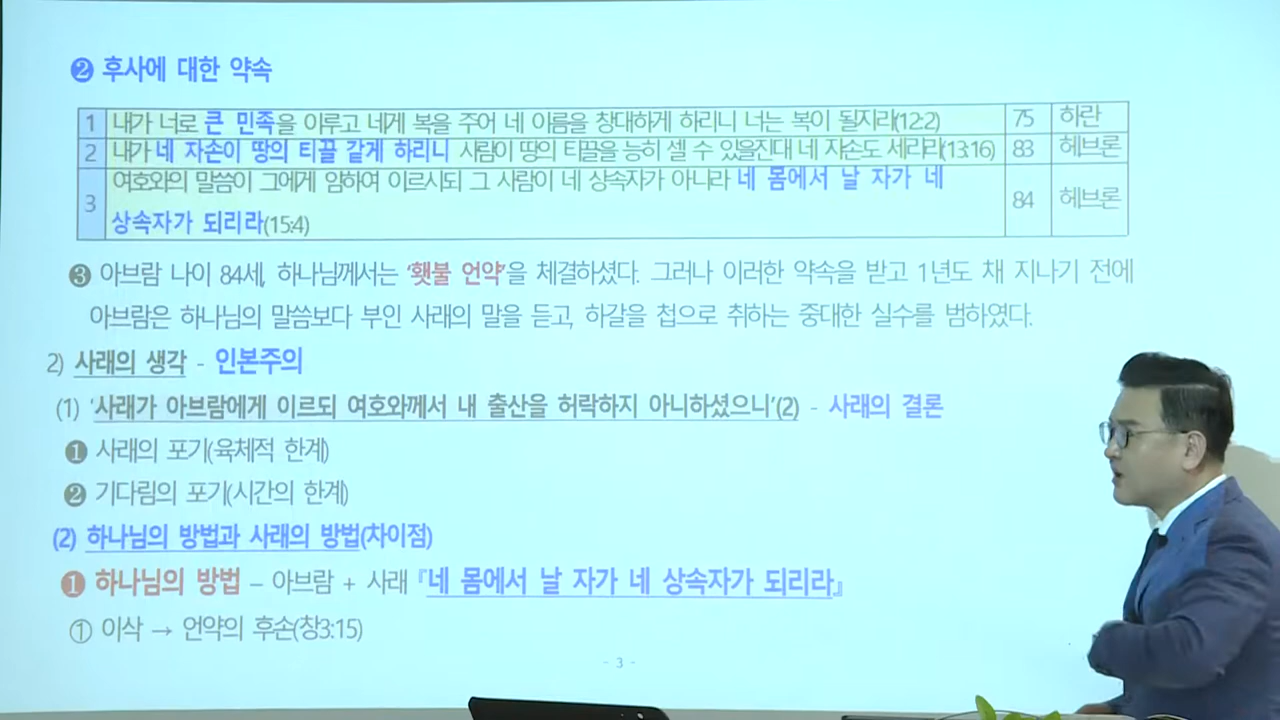 ❷ 후사에 대한 약속
1 내가 너로 큰 민족을 이루고 네게 복을 주어 네 이름을 창대하게 하리니 너는 복이 될지라(12:2) 75 하란
2 내가 네 자손이 땅의 티끌 같게 하리니 사람이 땅의 티끌을 능히 셀 수 있을진대 네 자손도 세리라(13:16) 83 헤브론
3 여호와의 말씀이 그에게 임하여 이르시되 그 사람이 네 상속자가 아니라 네 몸에서 날 자가 네
상속자가 되리라(15:4) 84 헤브론
❸ 아브람 나이 84세, 하나님께서는 '횃불 언약'을 체결하셨다. 그러나 이러한 약속을 받고 1년도 채 지나기 전에
아브람은 하나님의 말씀보다 부인 사래의 말을 듣고, 하갈을 첩으로 취하는 중대한 실수를 범하였다.
2) 사래의 생각 - 인본주의
(1) '사래가 아브람에게 이르되 여호와께서 내 출산을 허락하지 아니하셨으니'(2) - 사래의 결론
❶ 사래의 포기(육체적 한계)
❷ 기다림의 포기(시간의 한계)
(2) 하나님의 방법과 사래의 방법(차이점)
❶ 하나님의 방법 – 아브람 + 사래 『네 몸에서 날 자가 네 상속자가 되리라』
① 이삭 → 언약의 후손(창3:15)
- 3 -